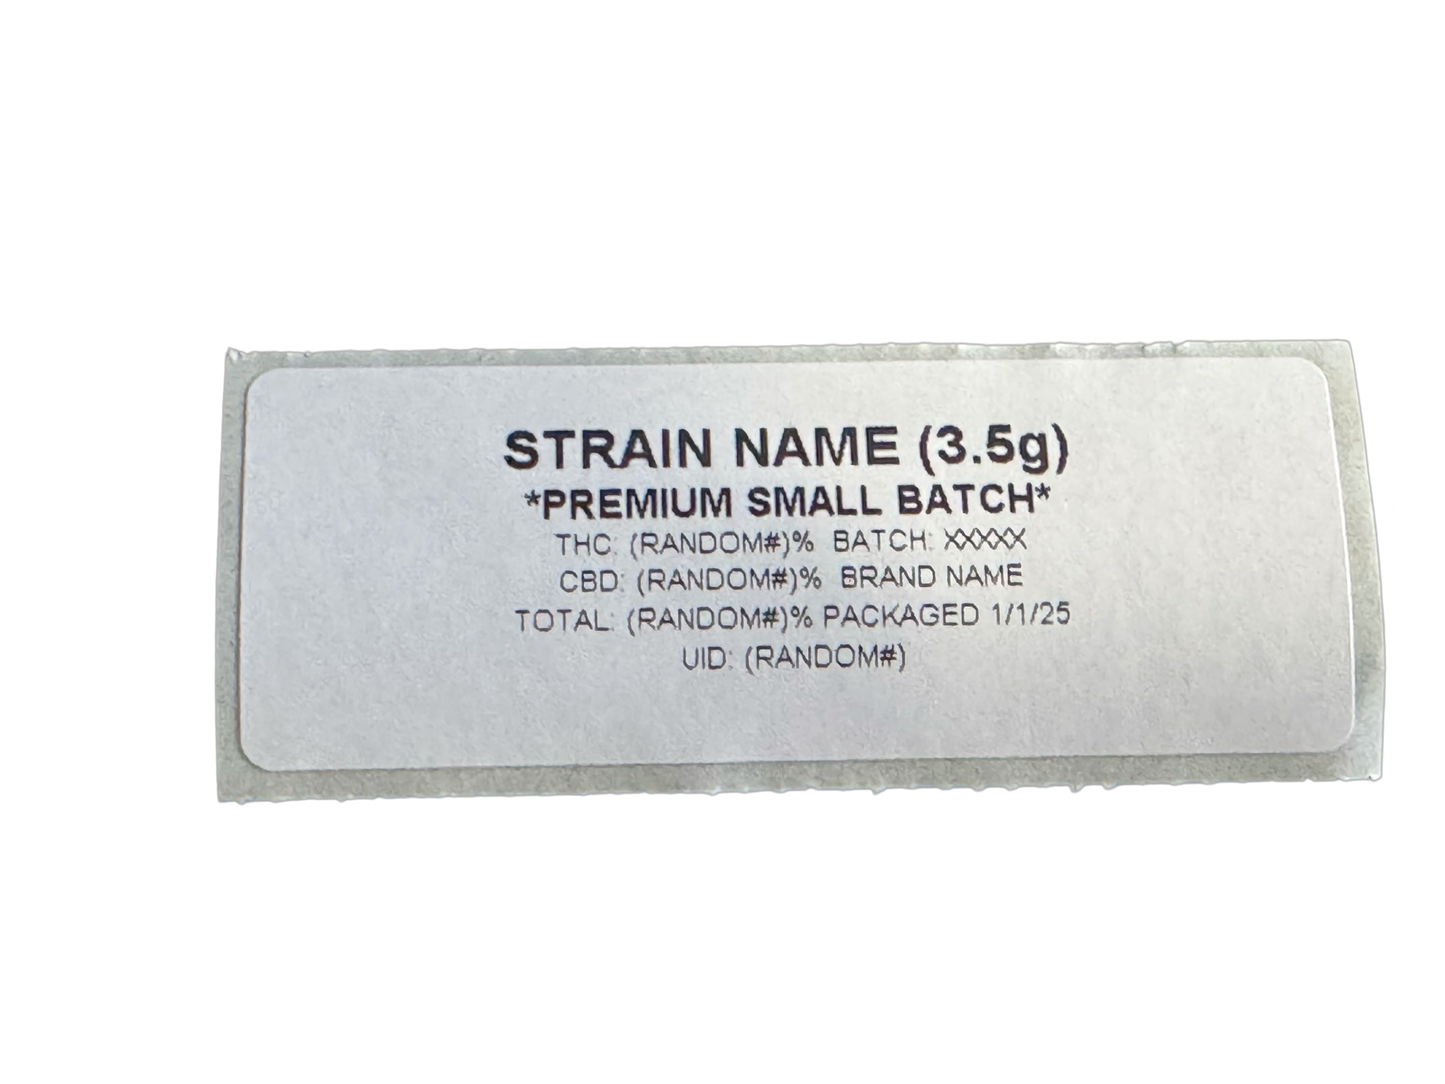 STRAIN NAME (3.5g)
*PREMIUM SMALL BATCH*
THC: (RANDOM#)% BATCH: XXXXX
CBD: (RANDOM#)% BRAND NAME
TOTAL: (RANDOM#)% PACKAGED 1/1/25
UID: (RANDOM#)